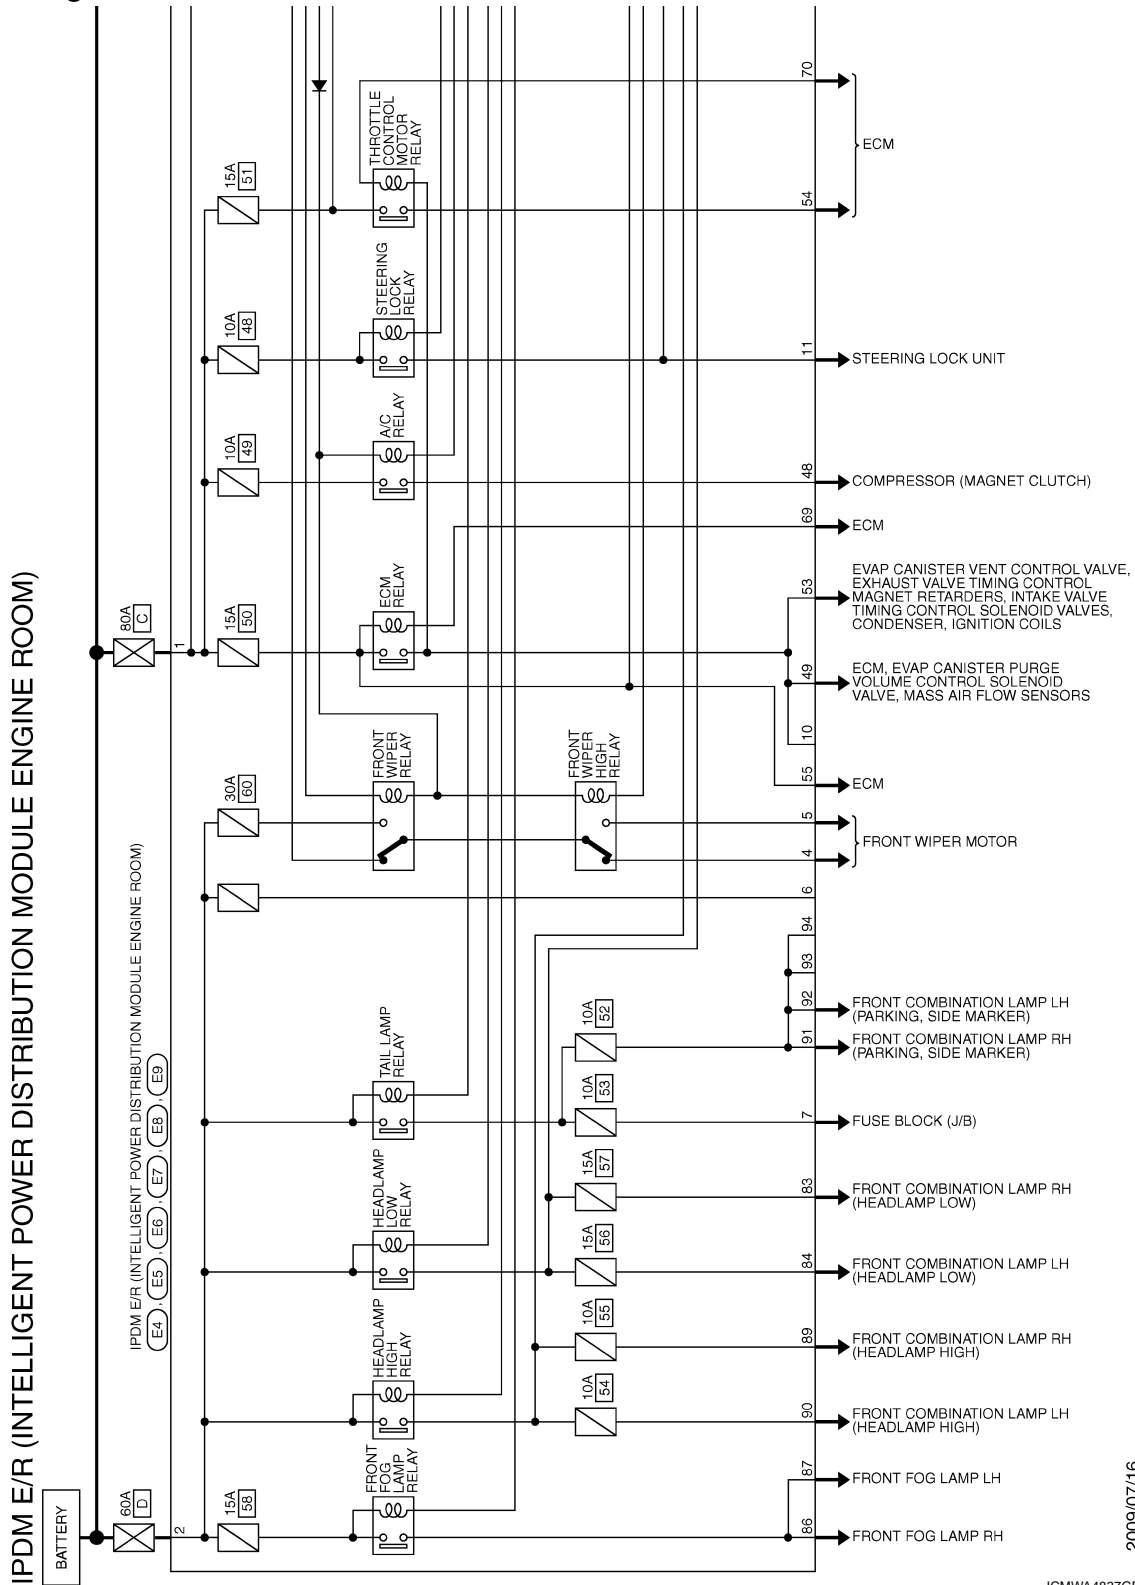 IPDM E/R (INTELLIGENT POWER DISTRIBUTION MODULE ENGINE ROOM)
BATTERY
60A
D
2
80A
C
1
IPDM E/R (INTELLIGENT POWER DISTRIBUTION MODULE ENGINE ROOM)
E4 , E5 , E6 , E7 , E8 , E9
15A
51
THROTTLE
CONTROL
MOTOR
RELAY
70
54
ECM
10A
48
STEERING
LOCK
RELAY
11
STEERING LOCK UNIT
10A
49
A/C
RELAY
48
COMPRESSOR (MAGNET CLUTCH)
69
ECM
15A
50
ECM
RELAY
53
EVAP CANISTER VENT CONTROL VALVE,
EXHAUST VALVE TIMING CONTROL
MAGNET RETARDERS, INTAKE VALVE
TIMING CONTROL SOLENOID VALVES,
CONDENSER, IGNITION COILS
49
ECM, EVAP CANISTER PURGE
VOLUME CONTROL SOLENOID
VALVE, MASS AIR FLOW SENSORS
10
55
ECM
30A
60
FRONT
WIPER
RELAY
FRONT
WIPER
HIGH
RELAY
5
4
FRONT WIPER MOTOR
6
94
93
92
FRONT COMBINATION LAMP LH
(PARKING, SIDE MARKER)
10A
52
91
FRONT COMBINATION LAMP RH
(PARKING, SIDE MARKER)
TAIL LAMP
RELAY
10A
53
7
FUSE BLOCK (J/B)
15A
57
83
FRONT COMBINATION LAMP RH
(HEADLAMP LOW)
HEADLAMP
LOW
RELAY
15A
56
84
FRONT COMBINATION LAMP LH
(HEADLAMP LOW)
10A
55
89
FRONT COMBINATION LAMP RH
(HEADLAMP HIGH)
HEADLAMP
HIGH
RELAY
10A
54
90
FRONT COMBINATION LAMP LH
(HEADLAMP HIGH)
87
FRONT FOG LAMP LH
15A
58
FRONT
FOG
LAMP
RELAY
86
FRONT FOG LAMP RH
2009/07/16